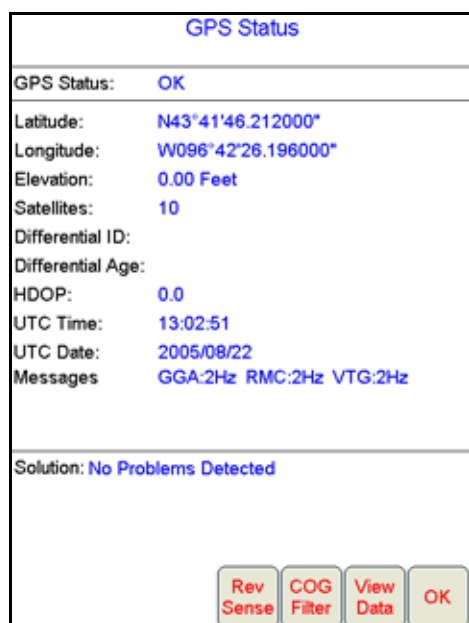 GPS Status
GPS Status: OK
Latitude: N43°41'46.212000"
Longitude: W096°42'26.196000"
Elevation: 0.00 Feet
Satellites: 10
Differential ID:
Differential Age:
HDOP: 0.0
UTC Time: 13:02:51
UTC Date: 2005/08/22
Messages GGA:2Hz RMC:2Hz VTG:2Hz
Solution: No Problems Detected
Rev Sense
COG Filter
View Data
OK